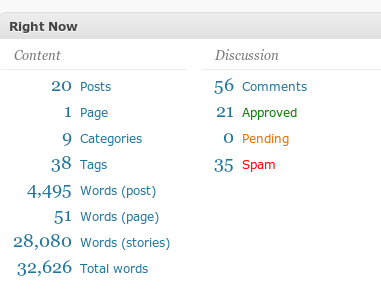 Right Now
Content
20 Posts
1 Page
9 Categories
38 Tags
4,495 Words (post)
51 Words (page)
28,080 Words (stories)
32,626 Total words
Discussion
56 Comments
21 Approved
0 Pending
35 Spam